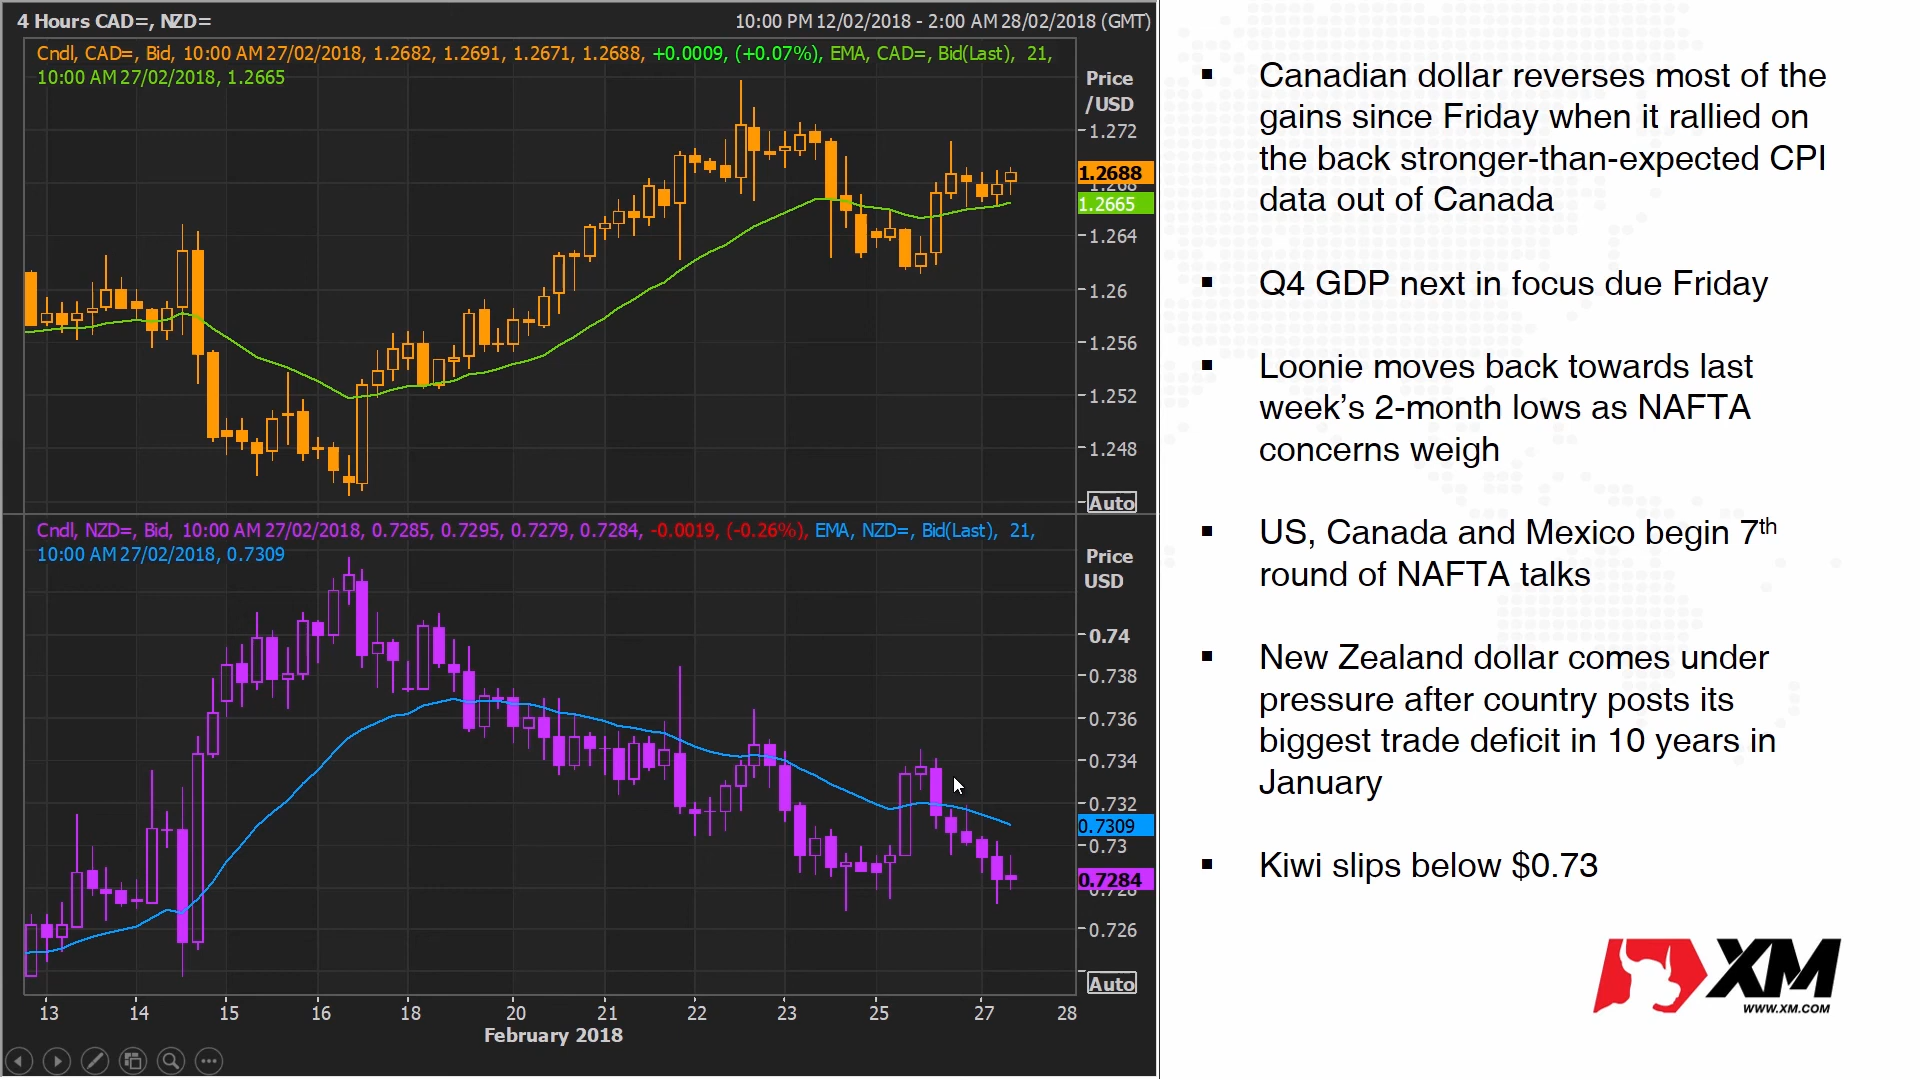 4 Hours CAD=, NZD=
10:00 PM 12/02/2018 - 2:00 AM 28/02/2018 (GMT)
Cndl, CAD=, Bid, 10:00 AM 27/02/2018, 1.2682, 1.2691, 1.2671, 1.2688, +0.0009, (+0.07%), EMA, CAD=, Bid(Last), 21,
10:00 AM 27/02/2018, 1.2665
Price
/USD
1.272
1.2688
1.268
1.2665
1.264
1.26
1.256
1.252
1.248
Auto
Cndl, NZD=, Bid, 10:00 AM 27/02/2018, 0.7285, 0.7295, 0.7279, 0.7284, -0.0019, (-0.26%), EMA, NZD=, Bid(Last), 21,
10:00 AM 27/02/2018, 0.7309
Price
USD
0.74
0.738
0.736
0.734
0.732
0.7309
0.73
0.7284
0.728
0.726
Auto
13 14 15 16 18 20 21 22 23 25 27 28
February 2018
▪ Canadian dollar reverses most of the
gains since Friday when it rallied on
the back stronger-than-expected CPI
data out of Canada
▪ Q4 GDP next in focus due Friday
▪ Loonie moves back towards last
week’s 2-month lows as NAFTA
concerns weigh
▪ US, Canada and Mexico begin 7th
round of NAFTA talks
▪ New Zealand dollar comes under
pressure after country posts its
biggest trade deficit in 10 years in
January
▪ Kiwi slips below $0.73
XM
WWW.XM.COM